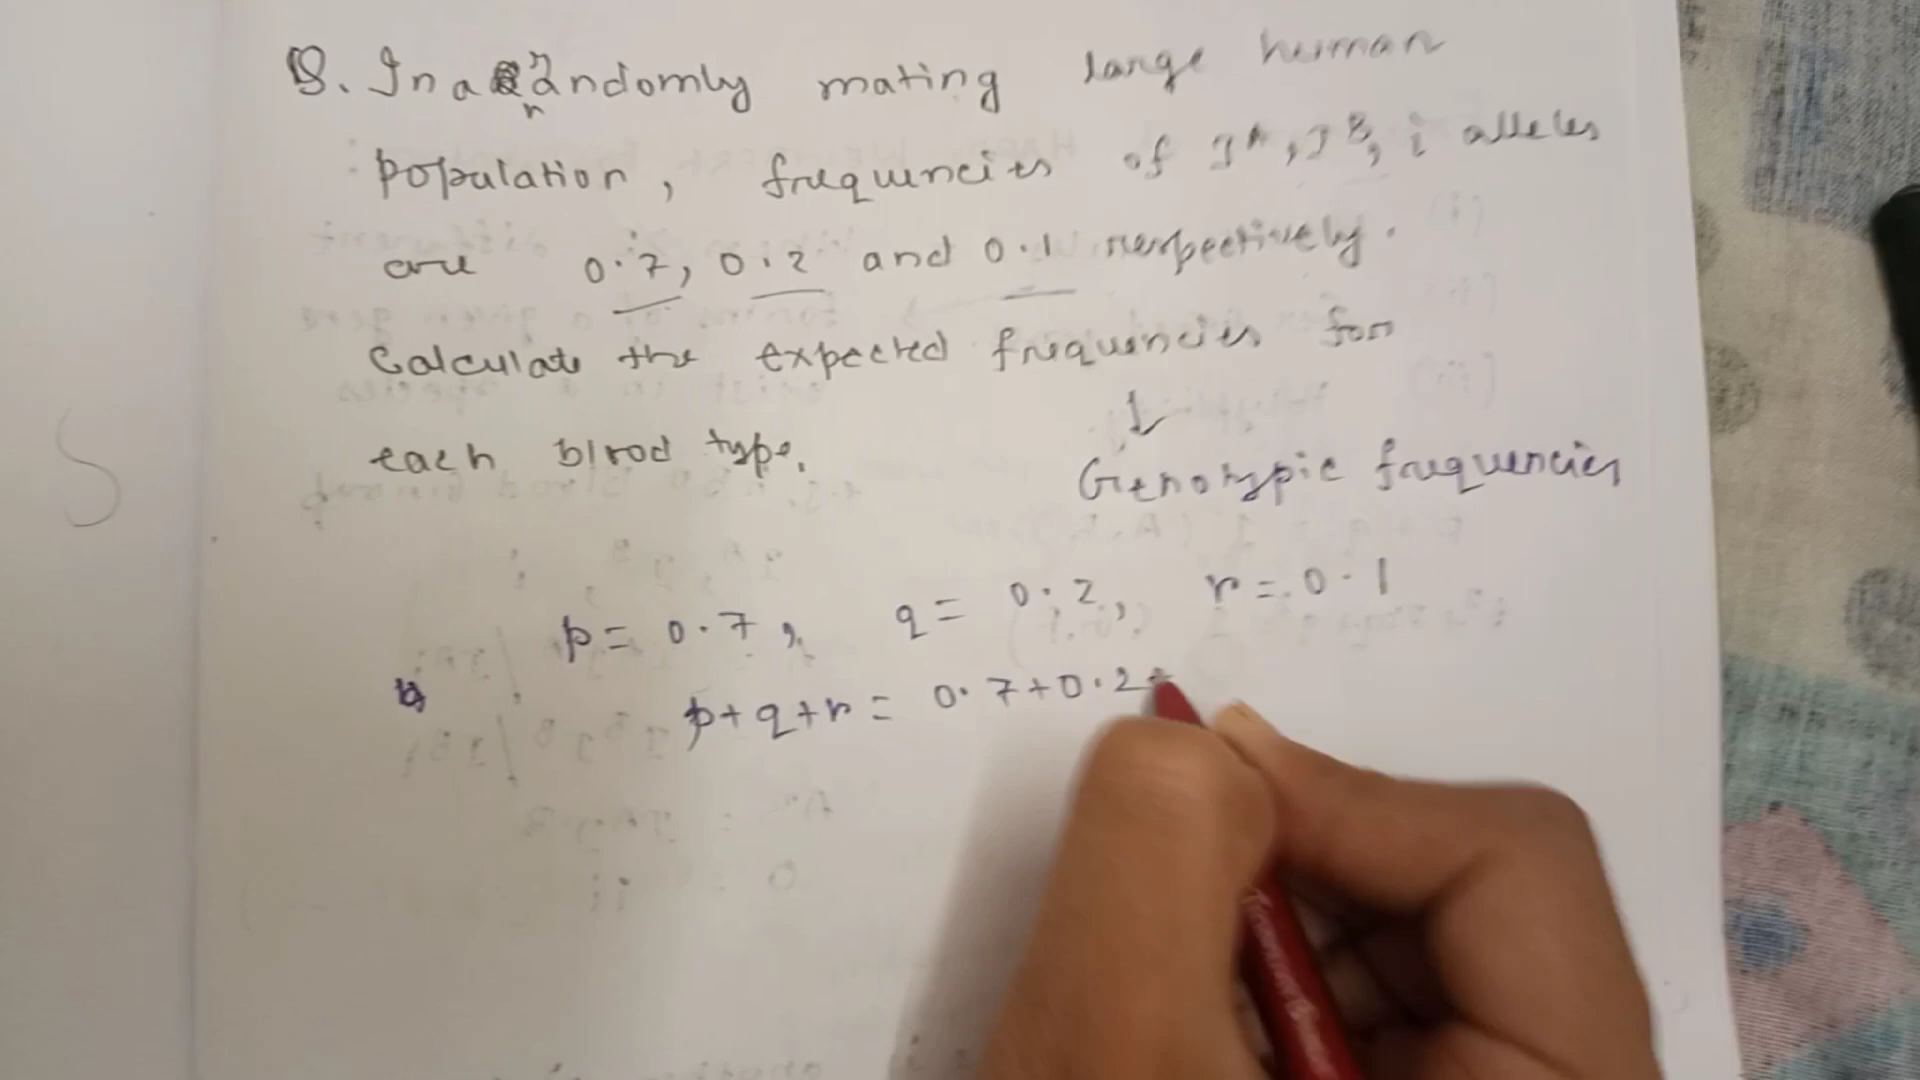 Q. In a randomly mating large human
population, frequencies of Iᴬ, Iᴮ, i alleles
are 0.7, 0.2 and 0.1 respectively.
Calculate the expected frequencies for
each blood type.
↓
Genotypic frequencies
p = 0.7, q = 0.2, r = 0.1
p+q+r = 0.7+0.2+